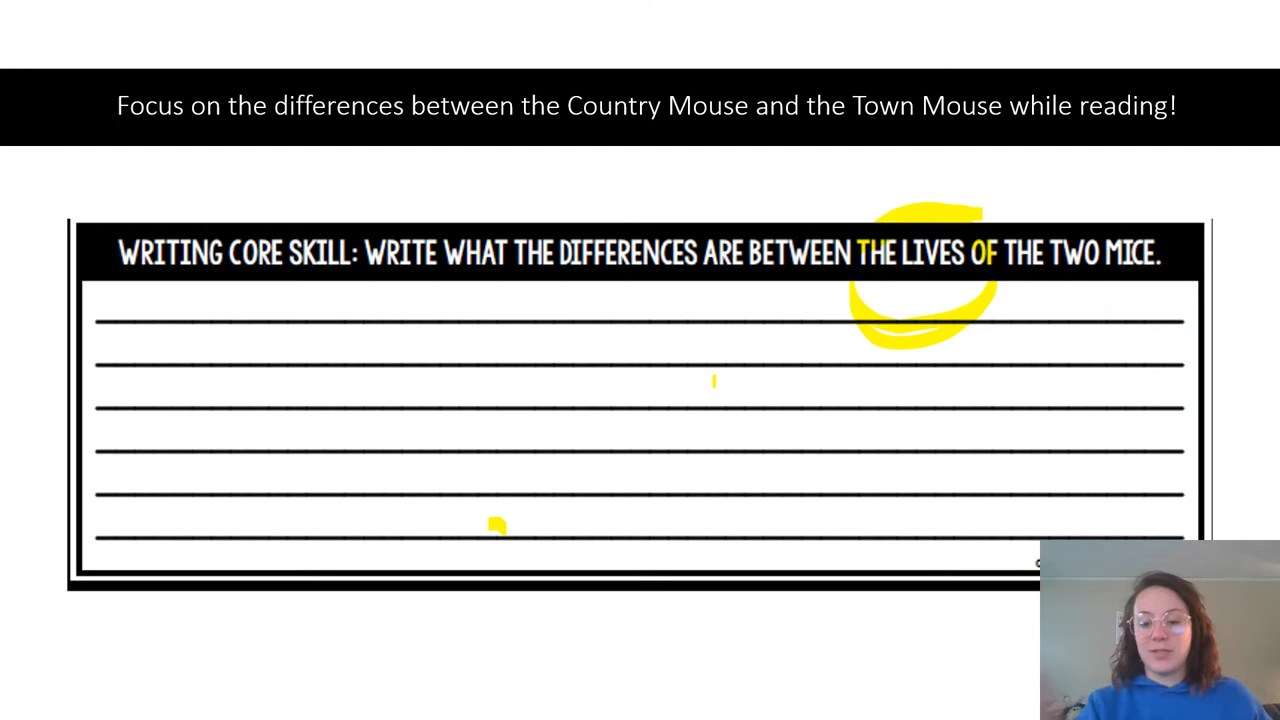 Focus on the differences between the Country Mouse and the Town Mouse while reading!
WRITING CORE SKILL: WRITE WHAT THE DIFFERENCES ARE BETWEEN THE LIVES OF THE TWO MICE.